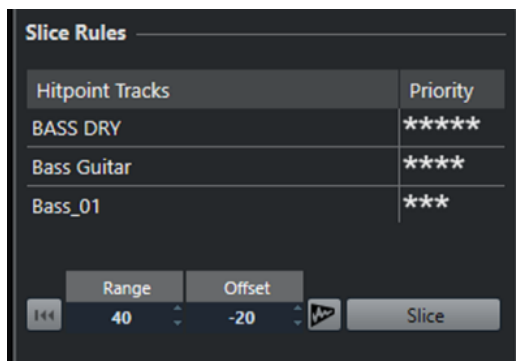 Slice Rules
Hitpoint Tracks Priority
BASS DRY *****
Bass Guitar ****
Bass_01 ***
Range Offset
40 -20 Slice